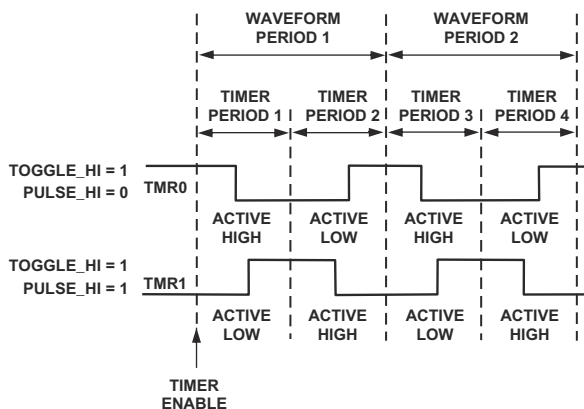 WAVEFORM WAVEFORM
PERIOD 1 PERIOD 2
TIMER TIMER TIMER TIMER
PERIOD 1 PERIOD 2 PERIOD 3 PERIOD 4
TOGGLE_HI = 1
PULSE_HI = 0 TMR0
ACTIVE ACTIVE ACTIVE ACTIVE
HIGH LOW HIGH LOW
TOGGLE_HI = 1
PULSE_HI = 1 TMR1
ACTIVE ACTIVE ACTIVE ACTIVE
LOW HIGH LOW HIGH
TIMER
ENABLE